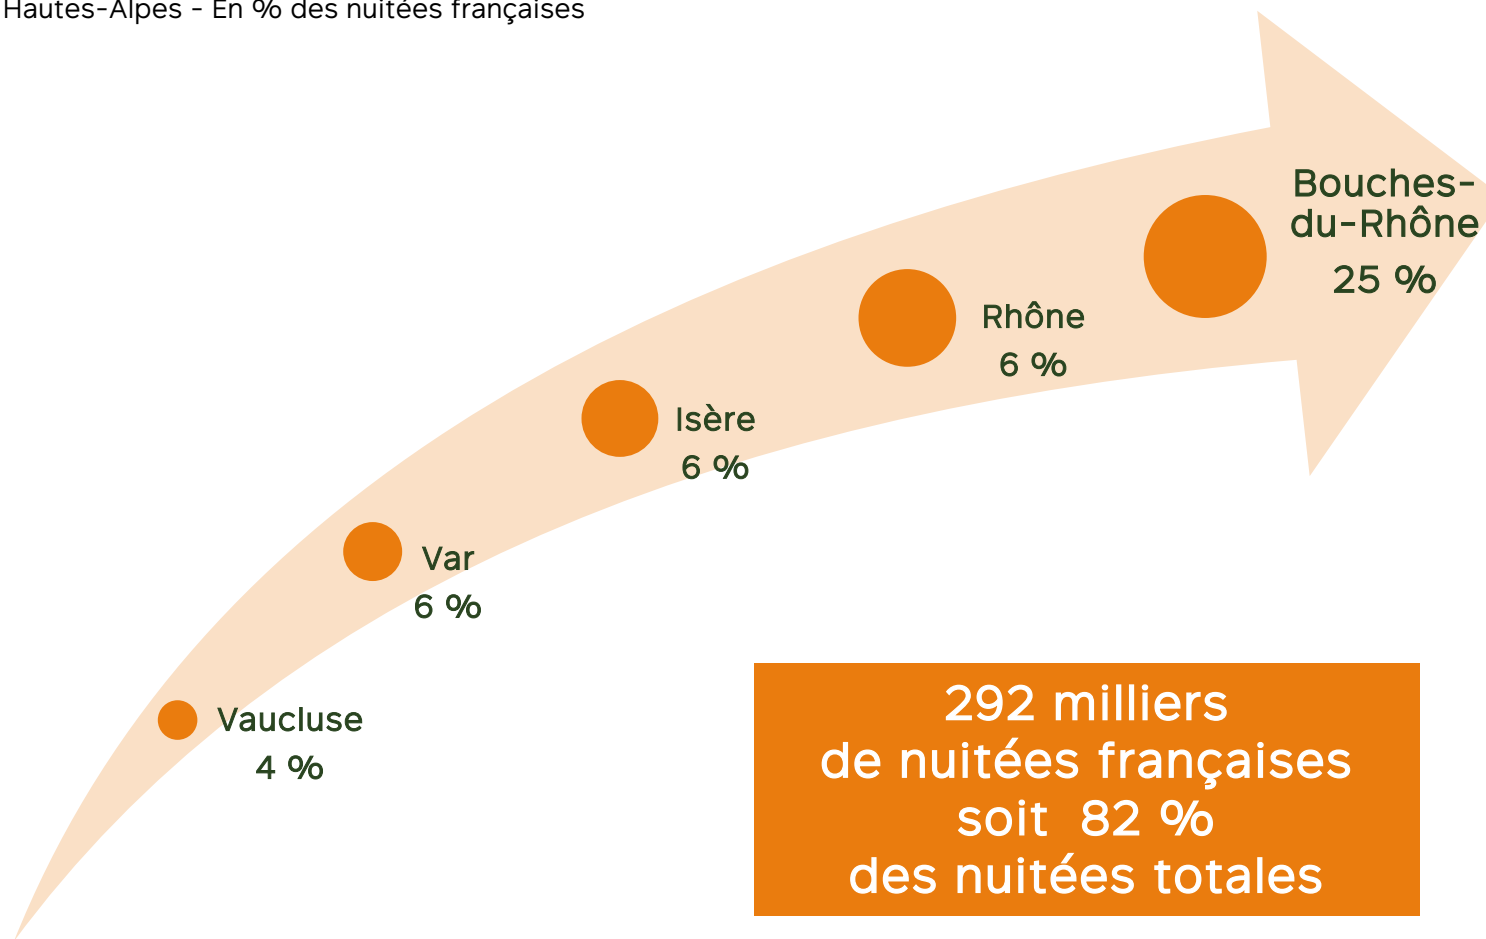 Hautes-Alpes - En % des nuitées françaises
Bouches-
du-Rhône
25 %
Rhône
6 %
Isère
6 %
Var
6 %
Vaucluse
4 %
292 milliers
de nuitées françaises
soit 82 %
des nuitées totales